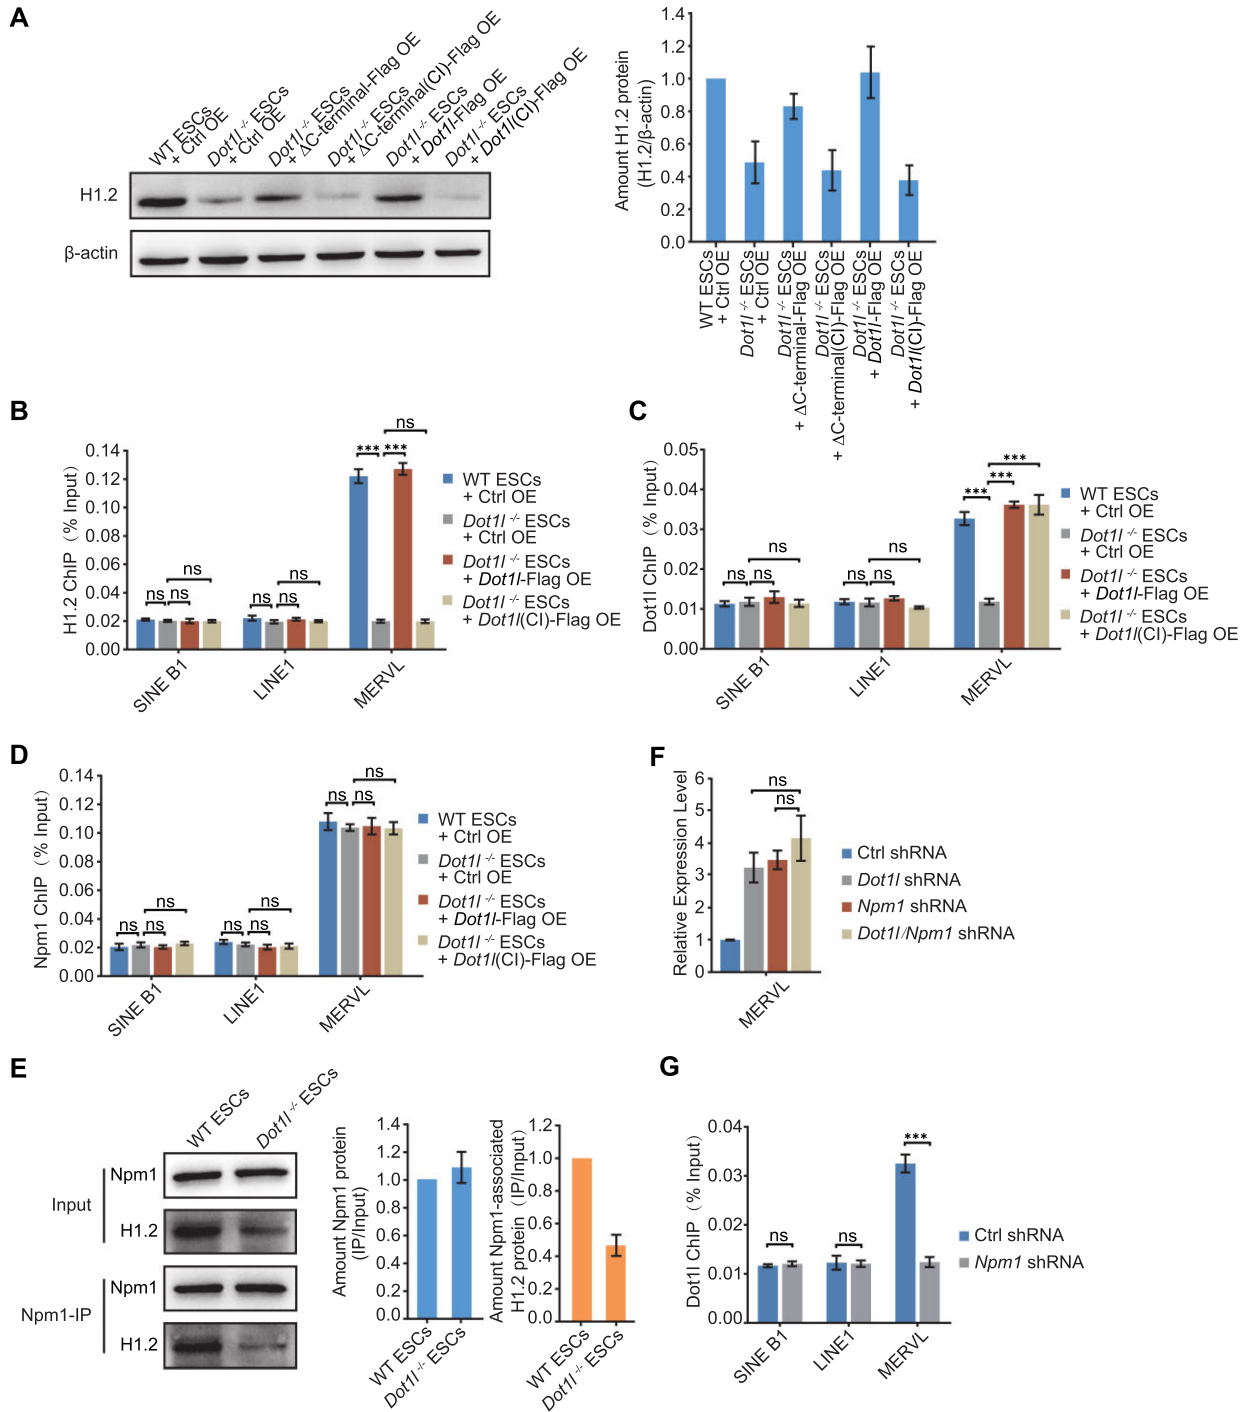 A
WT ESCs
+ Ctrl OE
Dot1l -/- ESCs
+ Ctrl OE
Dot1l -/- ESCs
+ ΔC-terminal-Flag OE
Dot1l -/- ESCs
+ ΔC-terminal(CI)-Flag OE
Dot1l -/- ESCs
+ Dot1l-Flag OE
Dot1l -/- ESCs
+ Dot1l(CI)-Flag OE
H1.2
β-actin
Amount H1.2 protein
(H1.2/β-actin)
1.4
1.2
1.0
0.8
0.6
0.4
0.2
0.0
WT ESCs
+ Ctrl OE
Dot1l -/- ESCs
+ Ctrl OE
Dot1l -/- ESCs
+ ΔC-terminal-Flag OE
Dot1l -/- ESCs
+ ΔC-terminal(CI)-Flag OE
Dot1l -/- ESCs
+ Dot1l-Flag OE
Dot1l -/- ESCs
+ Dot1l(CI)-Flag OE
B
H1.2 ChIP (% Input)
0.14
0.12
0.10
0.08
0.06
0.04
0.02
0.00
ns
ns ns
ns
ns ns
ns
*** ***
SINE B1
LINE1
MERVL
WT ESCs
+ Ctrl OE
Dot1l -/- ESCs
+ Ctrl OE
Dot1l -/- ESCs
+ Dot1l-Flag OE
Dot1l -/- ESCs
+ Dot1l(CI)-Flag OE
C
Dot1l ChIP (% Input)
0.05
0.04
0.03
0.02
0.01
0.00
ns
ns ns
ns
ns ns
***
***
***
SINE B1
LINE1
MERVL
WT ESCs
+ Ctrl OE
Dot1l -/- ESCs
+ Ctrl OE
Dot1l -/- ESCs
+ Dot1l-Flag OE
Dot1l -/- ESCs
+ Dot1l(CI)-Flag OE
D
Npm1 ChIP (% Input)
0.14
0.12
0.10
0.08
0.06
0.04
0.02
0.00
ns
ns ns
ns
ns ns
ns
ns ns
SINE B1
LINE1
MERVL
WT ESCs
+ Ctrl OE
Dot1l -/- ESCs
+ Ctrl OE
Dot1l -/- ESCs
+ Dot1l-Flag OE
Dot1l -/- ESCs
+ Dot1l(CI)-Flag OE
F
Relative Expression Level
6
5
4
3
2
1
0
ns
ns
MERVL
Ctrl shRNA
Dot1l shRNA
Npm1 shRNA
Dot1l/Npm1 shRNA
E
WT ESCs
Dot1l -/- ESCs
Input
Npm1
H1.2
Npm1-IP
Npm1
H1.2
Amount Npm1 protein
(IP/Input)
1.4
1.2
1.0
0.8
0.6
0.4
0.2
0.0
WT ESCs
Dot1l -/- ESCs
Amount Npm1-associated
H1.2 protein (IP/Input)
1.2
1.0
0.8
0.6
0.4
0.2
0.0
WT ESCs
Dot1l -/- ESCs
G
Dot1l ChIP (% Input)
0.04
0.03
0.02
0.01
0.00
ns
ns
***
SINE B1
LINE1
MERVL
Ctrl shRNA
Npm1 shRNA